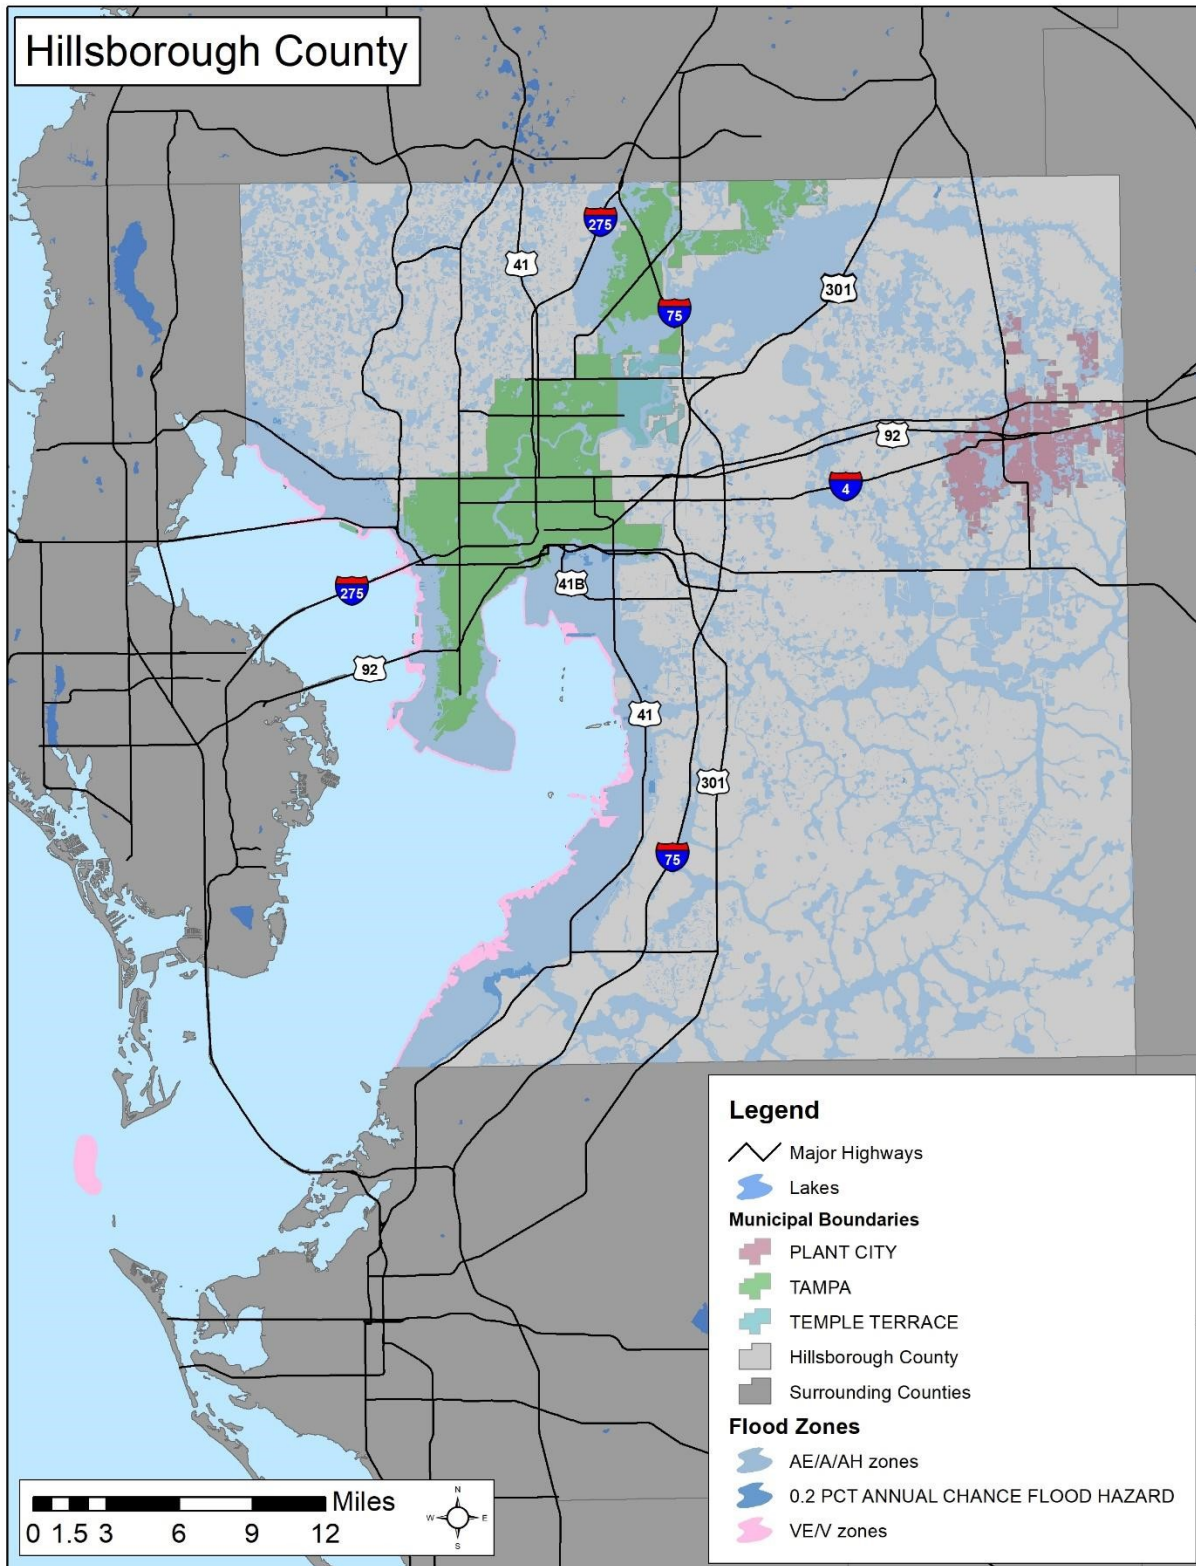 Hillsborough County
275
41
301
75
92
4
275
41B
92
41
301
75
Legend
Major Highways
Lakes
Municipal Boundaries
PLANT CITY
TAMPA
TEMPLE TERRACE
Hillsborough County
Surrounding Counties
Flood Zones
AE/A/AH zones
0.2 PCT ANNUAL CHANCE FLOOD HAZARD
VE/V zones
Miles
0 1.5 3 6 9 12
N
W E
S